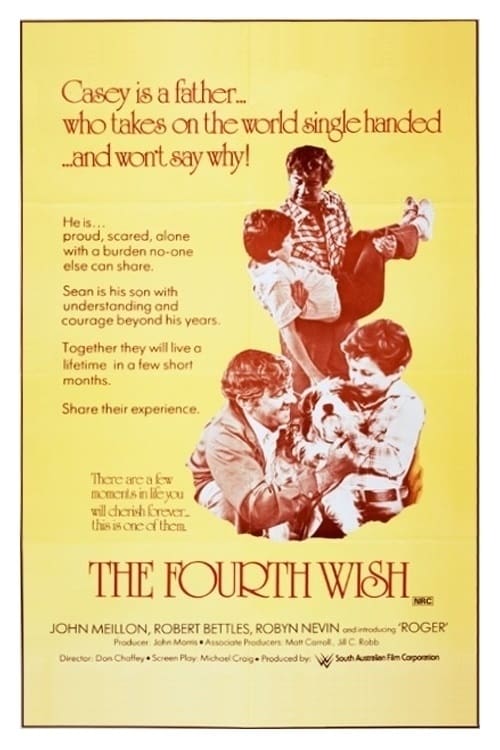 Casey is a father...
who takes on the world single handed
...and won't say why!
He is...
proud, scared, alone
with a burden no-one
else can share.
Sean is his son with
understanding and
courage beyond his years.
Together they will live a
lifetime in a few short
months.
Share their experience.
There are a few
moments in life you
will cherish forever...
this is one of them.
THE FOURTH WISH
NRC
JOHN MEILLON, ROBERT BETTLES, ROBYN NEVIN and introducing 'ROGER'
Producer: John Morris • Associate Producers: Matt Carroll, Jill C. Robb
Director: Don Chaffey • Screen Play: Michael Craig • Produced by: South Australian Film Corporation